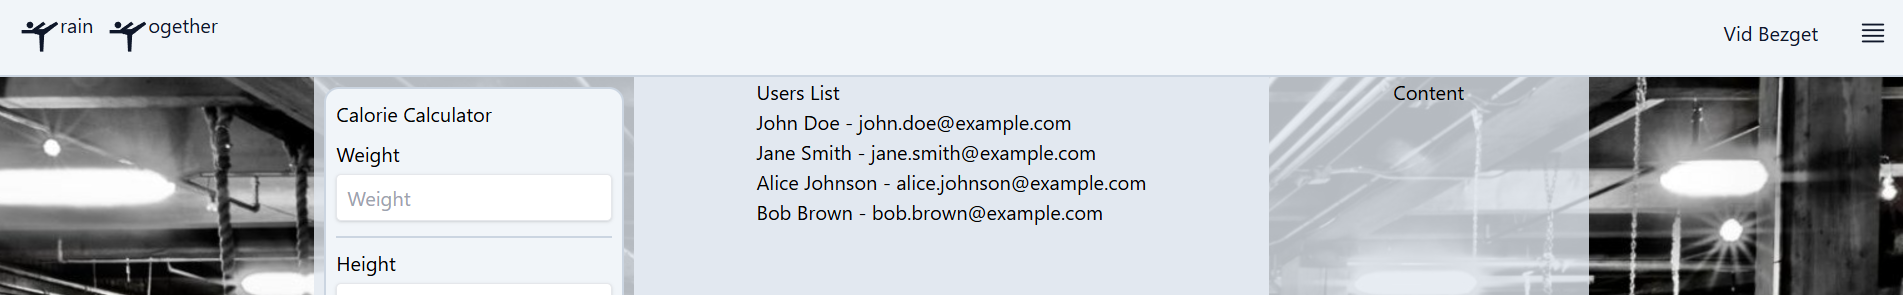 rain ogether
Vid Bezget
Calorie Calculator
Weight
Weight
Height
Users List
John Doe - john.doe@example.com
Jane Smith - jane.smith@example.com
Alice Johnson - alice.johnson@example.com
Bob Brown - bob.brown@example.com
Content